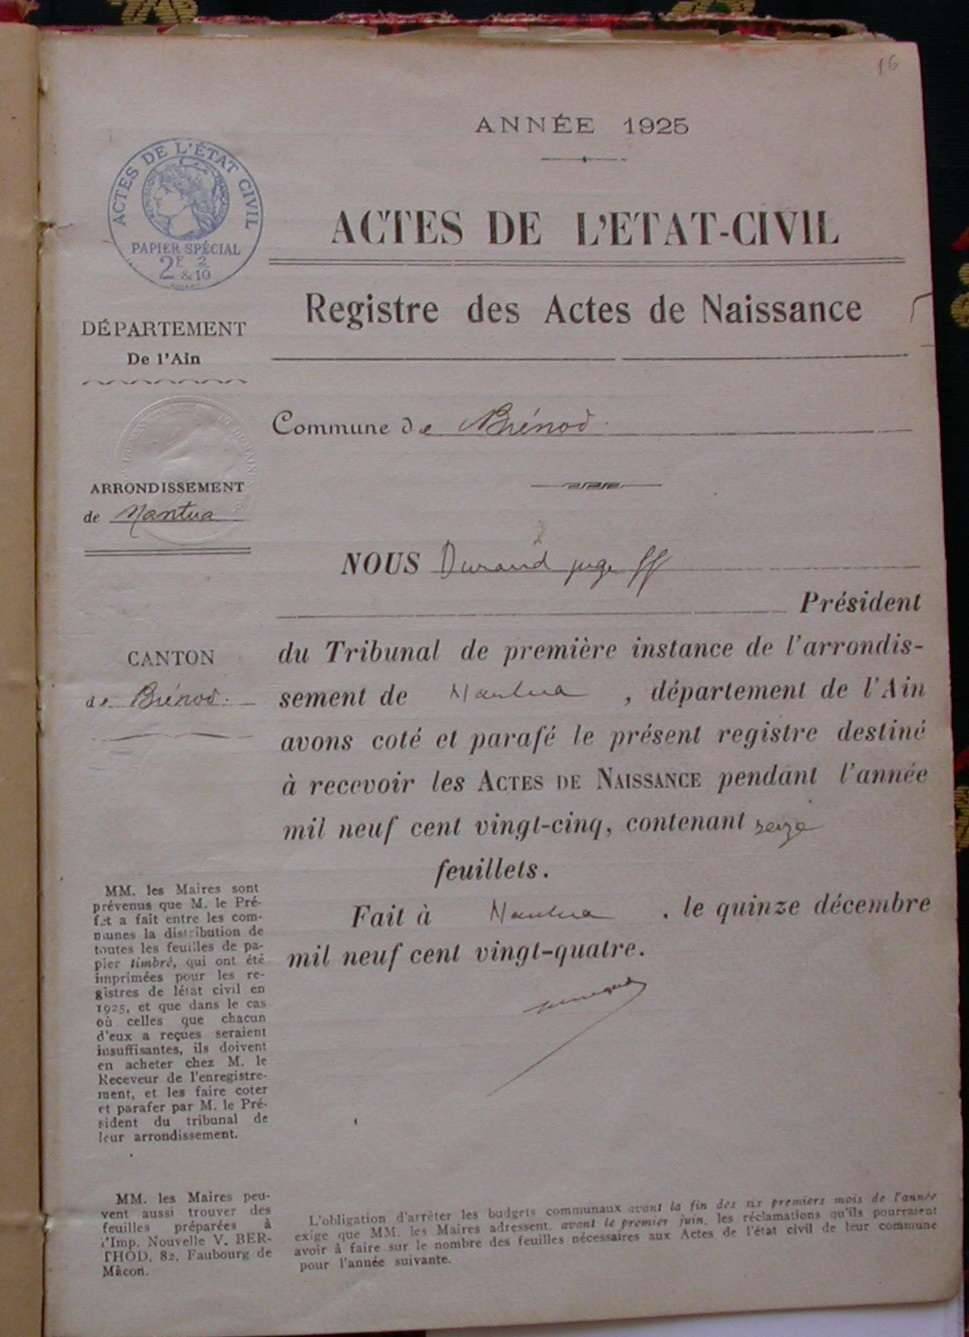 16
ANNÉE 1925
ACTES DE L'ÉTAT CIVIL
PAPIER SPÉCIAL
2F 2
& 10
ACTES DE L'ETAT-CIVIL
Registre des Actes de Naissance
DÉPARTEMENT
De l'Ain
Commune de Brénod
ARRONDISSEMENT
de Nantua
NOUS Durand juge ff
Président
du Tribunal de première instance de l'arrondis-
sement de Nantua, département de l'Ain
avons coté et parafé le présent registre destiné
à recevoir les ACTES DE NAISSANCE pendant l'année
mil neuf cent vingt-cinq, contenant seize
feuillets.
Fait à Nantua, le quinze décembre
mil neuf cent vingt-quatre.
CANTON
de Brénod.
MM. les Maires sont
prévenus que M. le Pré-
fet a fait entre les com-
munes la distribution de
toutes les feuilles de pa-
pier timbré, qui ont été
imprimées pour les re-
gistres de létat civil en
1925, et que dans le cas
où celles que chacun
d'eux a reçues seraient
insuffisantes, ils doivent
en acheter chez M. le
Receveur de l'enregistre-
ment, et les faire coter
et parafer par M. le Pré-
sident du tribunal de
leur arrondissement.
MM. les Maires peu-
vent aussi trouver des
feuilles préparées à
l'Imp. Nouvelle V. BER-
THOD, 82, Faubourg de
Mâcon.
L'obligation d'arrêter les budgets communaux avant la fin des six premiers mois de l'année
exige que MM. les Maires adressent, avant le premier juin, les réclamations qu'ils pourraient
avoir à faire sur le nombre des feuilles nécessaires aux Actes de l'état civil de leur commune
pour l'année suivante.